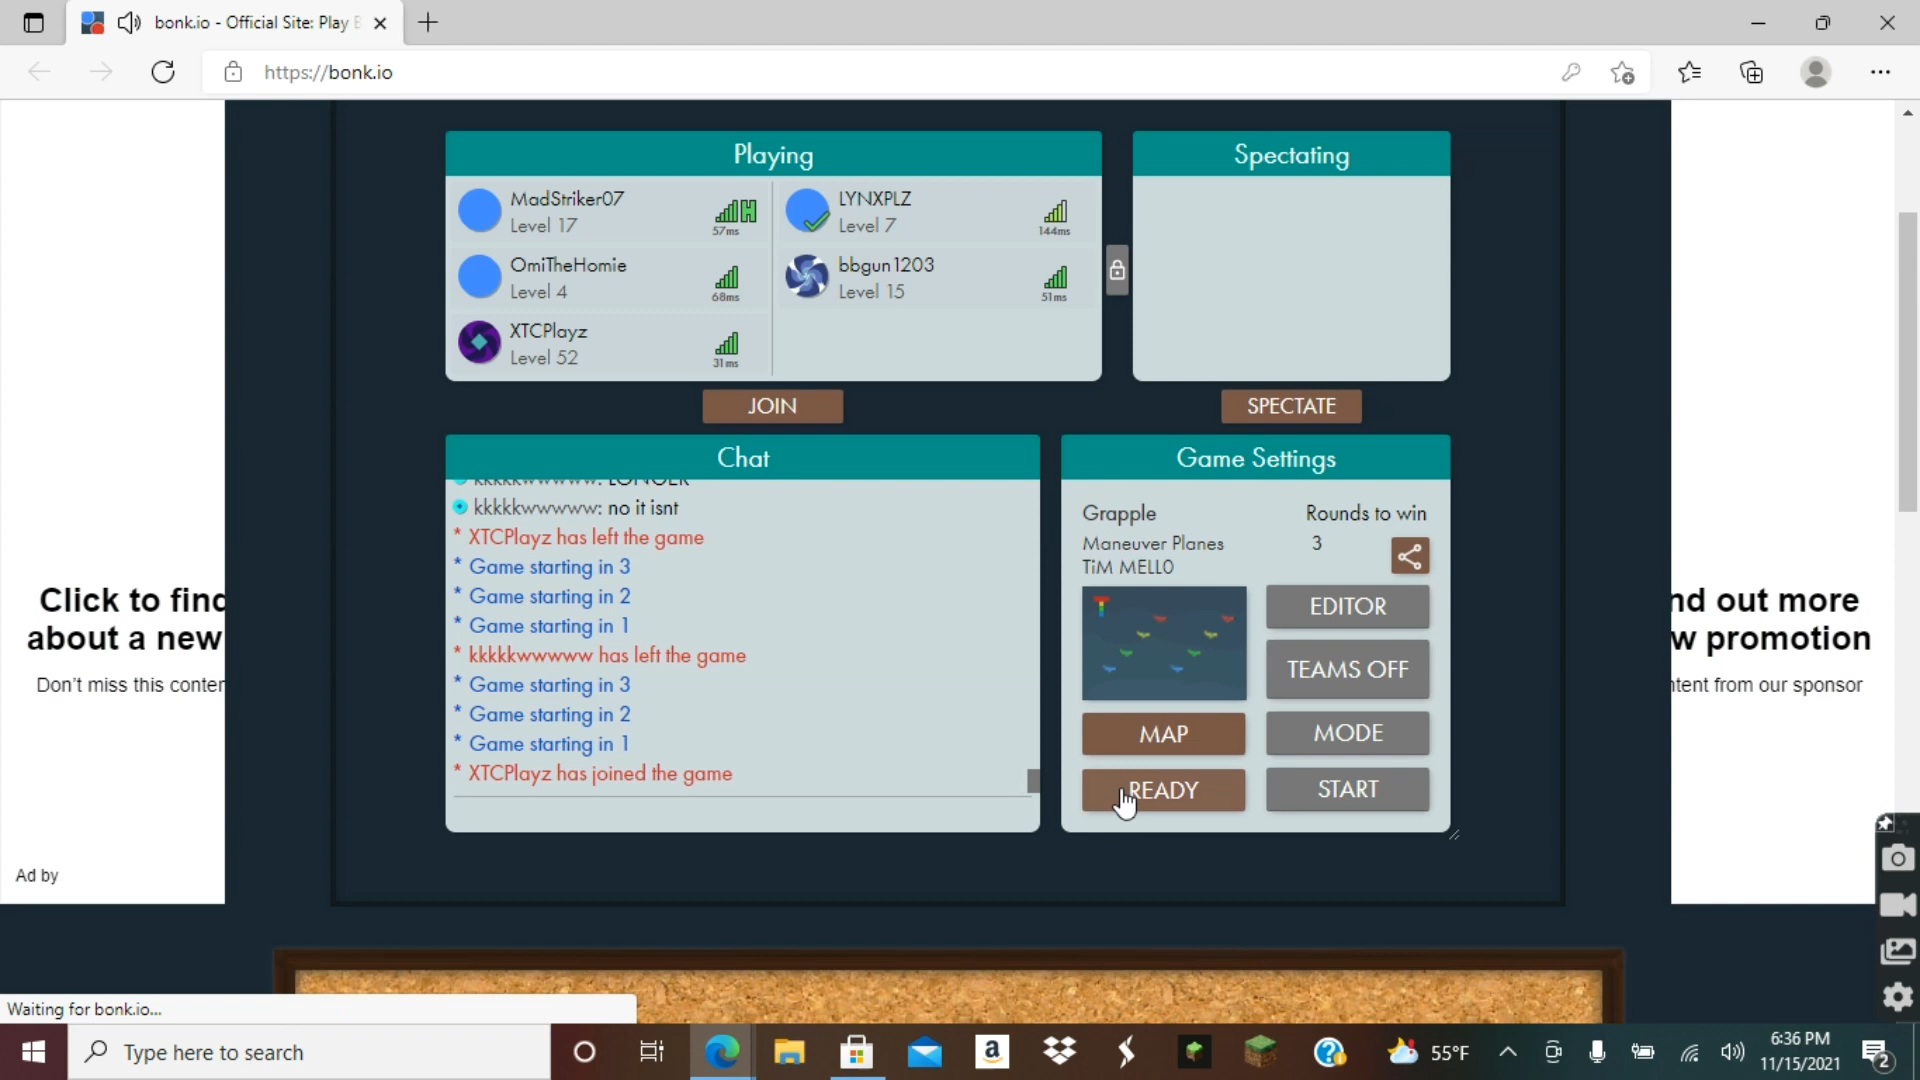 bonk.io - Official Site: Play B
https://bonk.io
Playing
MadStriker07
Level 17
57ms
H
OmiTheHomie
Level 4
68ms
XTCPlayz
Level 52
31ms
LYNXPLZ
Level 7
144ms
bbgun1203
Level 15
51ms
Spectating
JOIN
SPECTATE
Chat
kkkkkwwwww: LONGER
kkkkkwwwww: no it isnt
* XTCPlayz has left the game
* Game starting in 3
* Game starting in 2
* Game starting in 1
* kkkkkwwwww has left the game
* Game starting in 3
* Game starting in 2
* Game starting in 1
* XTCPlayz has joined the game
Game Settings
Grapple
Rounds to win
Maneuver Planes
3
TiM MELLO
EDITOR
TEAMS OFF
MAP
MODE
READY
START
Click to find
about a new
Don't miss this conter
Ad by
nd out more
w promotion
ntent from our sponsor
Waiting for bonk.io...
Type here to search
a
55°F
6:36 PM
11/15/2021
2